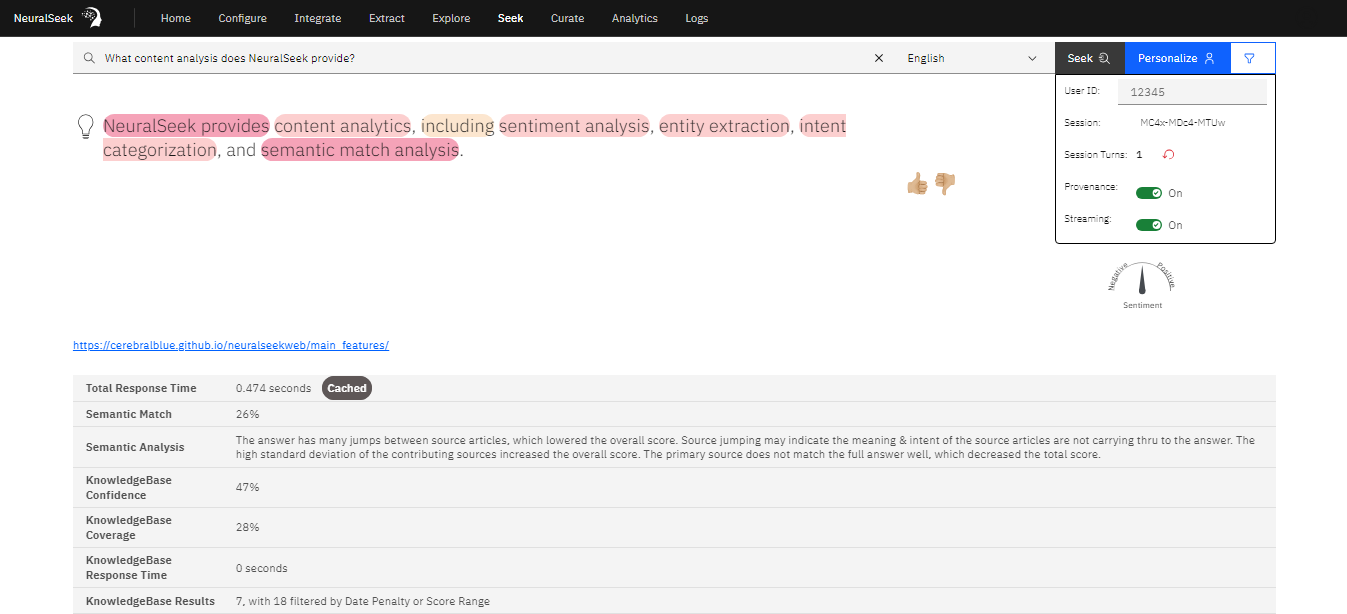 NeuralSeek Home Configure Integrate Extract Explore Seek Curate Analytics Logs
What content analysis does NeuralSeek provide? English Seek Personalize
User ID: 12345
NeuralSeek provides content analytics, including sentiment analysis, entity extraction, intent
categorization, and semantic match analysis.
Session: MC4x-MDc4-MTUw
Session Turns: 1
Provenance: On
Streaming: On
Negative Positive
Sentiment
https://cerebralblue.github.io/neuralseekweb/main_features/
Total Response Time 0.474 seconds Cached
Semantic Match 26%
Semantic Analysis
The answer has many jumps between source articles, which lowered the overall score. Source jumping may indicate the meaning & intent of the source articles are not carrying thru to the answer. The
high standard deviation of the contributing sources increased the overall score. The primary source does not match the full answer well, which decreased the total score.
KnowledgeBase
Confidence
47%
KnowledgeBase
Coverage
28%
KnowledgeBase
Response Time
0 seconds
KnowledgeBase Results 7, with 18 filtered by Date Penalty or Score Range